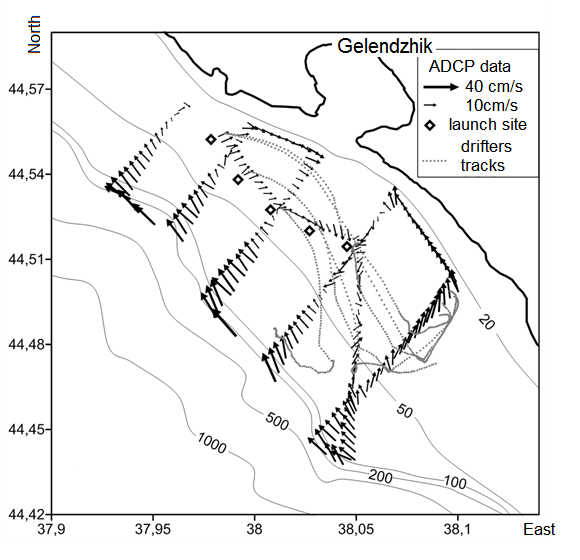 North
Gelendzhik
ADCP data
40 cm/s
10cm/s
launch site
drifters
tracks
44,57
44,54
44,51
44,48
44,45
44,42
20
50
500
1000
200
100
37,9
37,95
38
38,05
38,1
East